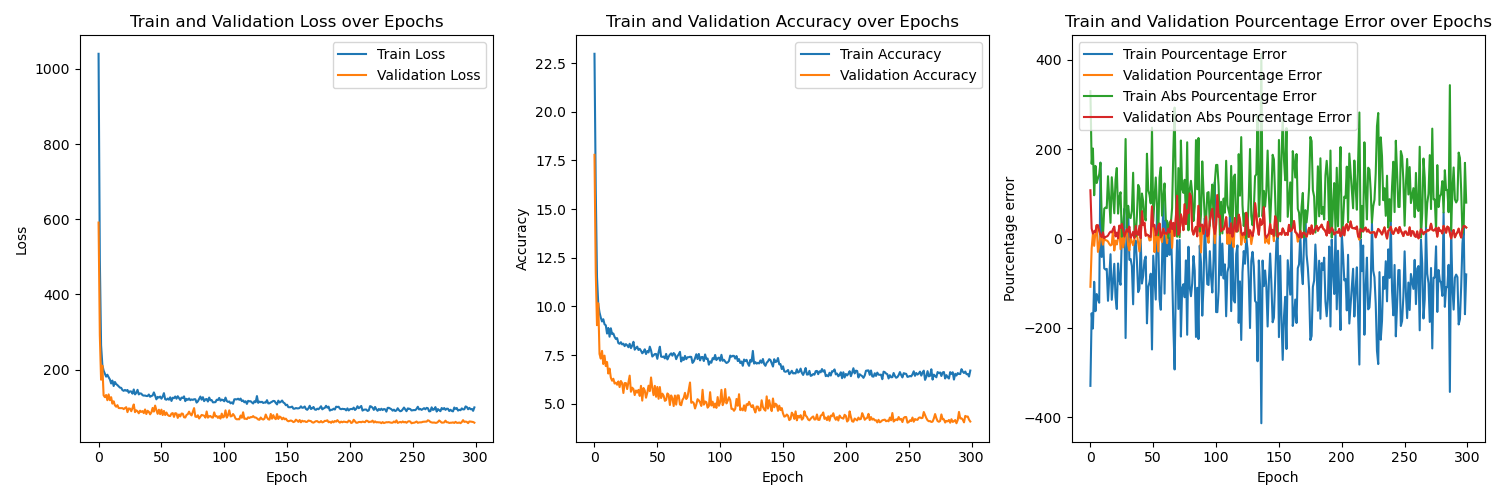 Train and Validation Loss over Epochs
Train Loss
Validation Loss
1000
800
600
400
200
Loss
0
50
100
150
200
250
300
Epoch
Train and Validation Accuracy over Epochs
Train Accuracy
Validation Accuracy
22.5
20.0
17.5
15.0
12.5
10.0
7.5
5.0
Accuracy
0
50
100
150
200
250
300
Epoch
Train and Validation Pourcentage Error over Epochs
Train Pourcentage Error
Validation Pourcentage Error
Train Abs Pourcentage Error
Validation Abs Pourcentage Error
400
200
0
−200
−400
Pourcentage error
0
50
100
150
200
250
300
Epoch